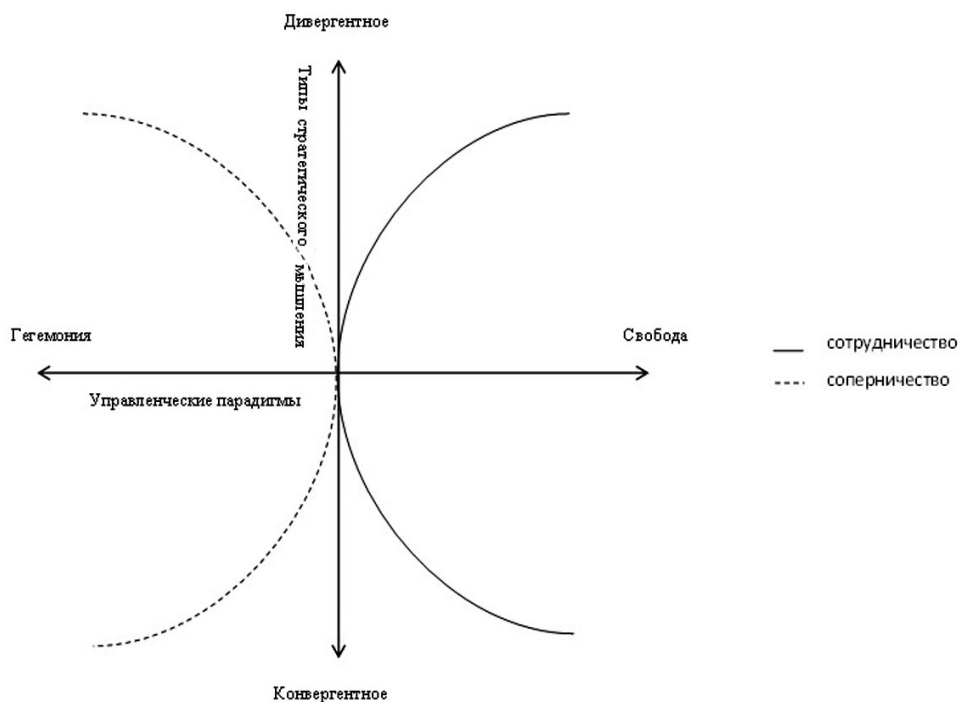 Дивергентное
Типы стратегического мышления
Гегемония
Свобода
Управленческие парадигмы
Конвергентное
сотрудничество
соперничество